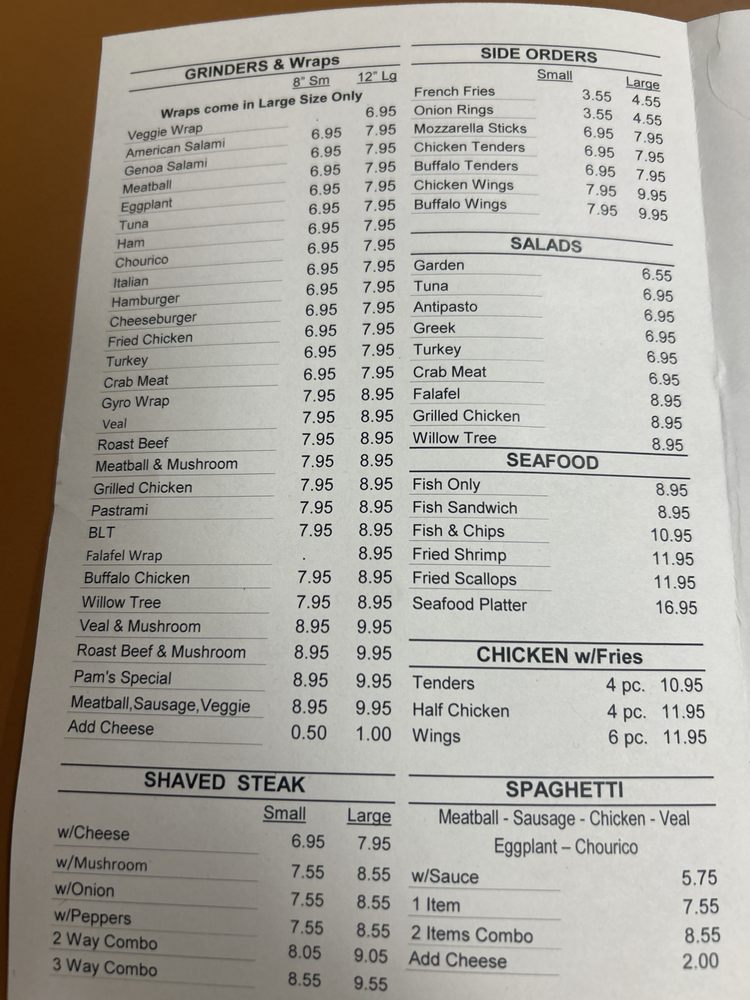 GRINDERS & Wraps
8" Sm 12" Lg
Wraps come in Large Size Only
Veggie Wrap 6.95
American Salami 6.95 7.95
Genoa Salami 6.95 7.95
Meatball 6.95 7.95
Eggplant 6.95 7.95
Tuna 6.95 7.95
Ham 6.95 7.95
Chourico 6.95 7.95
Italian 6.95 7.95
Hamburger 6.95 7.95
Cheeseburger 6.95 7.95
Fried Chicken 6.95 7.95
Turkey 6.95 7.95
Crab Meat 6.95 7.95
Gyro Wrap 7.95 8.95
Veal 7.95 8.95
Roast Beef 7.95 8.95
Meatball & Mushroom 7.95 8.95
Grilled Chicken 7.95 8.95
Pastrami 7.95 8.95
BLT 7.95 8.95
Falafel Wrap . 8.95
Buffalo Chicken 7.95 8.95
Willow Tree 7.95 8.95
Veal & Mushroom 8.95 9.95
Roast Beef & Mushroom 8.95 9.95
Pam's Special 8.95 9.95
Meatball,Sausage,Veggie 8.95 9.95
Add Cheese 0.50 1.00
SHAVED STEAK
Small Large
w/Cheese 6.95 7.95
w/Mushroom 7.55 8.55
w/Onion 7.55 8.55
w/Peppers 7.55 8.55
2 Way Combo 8.05 9.05
3 Way Combo 8.55 9.55
SIDE ORDERS
Small Large
French Fries 3.55 4.55
Onion Rings 3.55 4.55
Mozzarella Sticks 6.95 7.95
Chicken Tenders 6.95 7.95
Buffalo Tenders 6.95 7.95
Chicken Wings 7.95 9.95
Buffalo Wings 7.95 9.95
SALADS
Garden 6.55
Tuna 6.95
Antipasto 6.95
Greek 6.95
Turkey 6.95
Crab Meat 6.95
Falafel 8.95
Grilled Chicken 8.95
Willow Tree 8.95
SEAFOOD
Fish Only 8.95
Fish Sandwich 8.95
Fish & Chips 10.95
Fried Shrimp 11.95
Fried Scallops 11.95
Seafood Platter 16.95
CHICKEN w/Fries
Tenders 4 pc. 10.95
Half Chicken 4 pc. 11.95
Wings 6 pc. 11.95
SPAGHETTI
Meatball - Sausage - Chicken - Veal
Eggplant – Chourico
w/Sauce 5.75
1 Item 7.55
2 Items Combo 8.55
Add Cheese 2.00